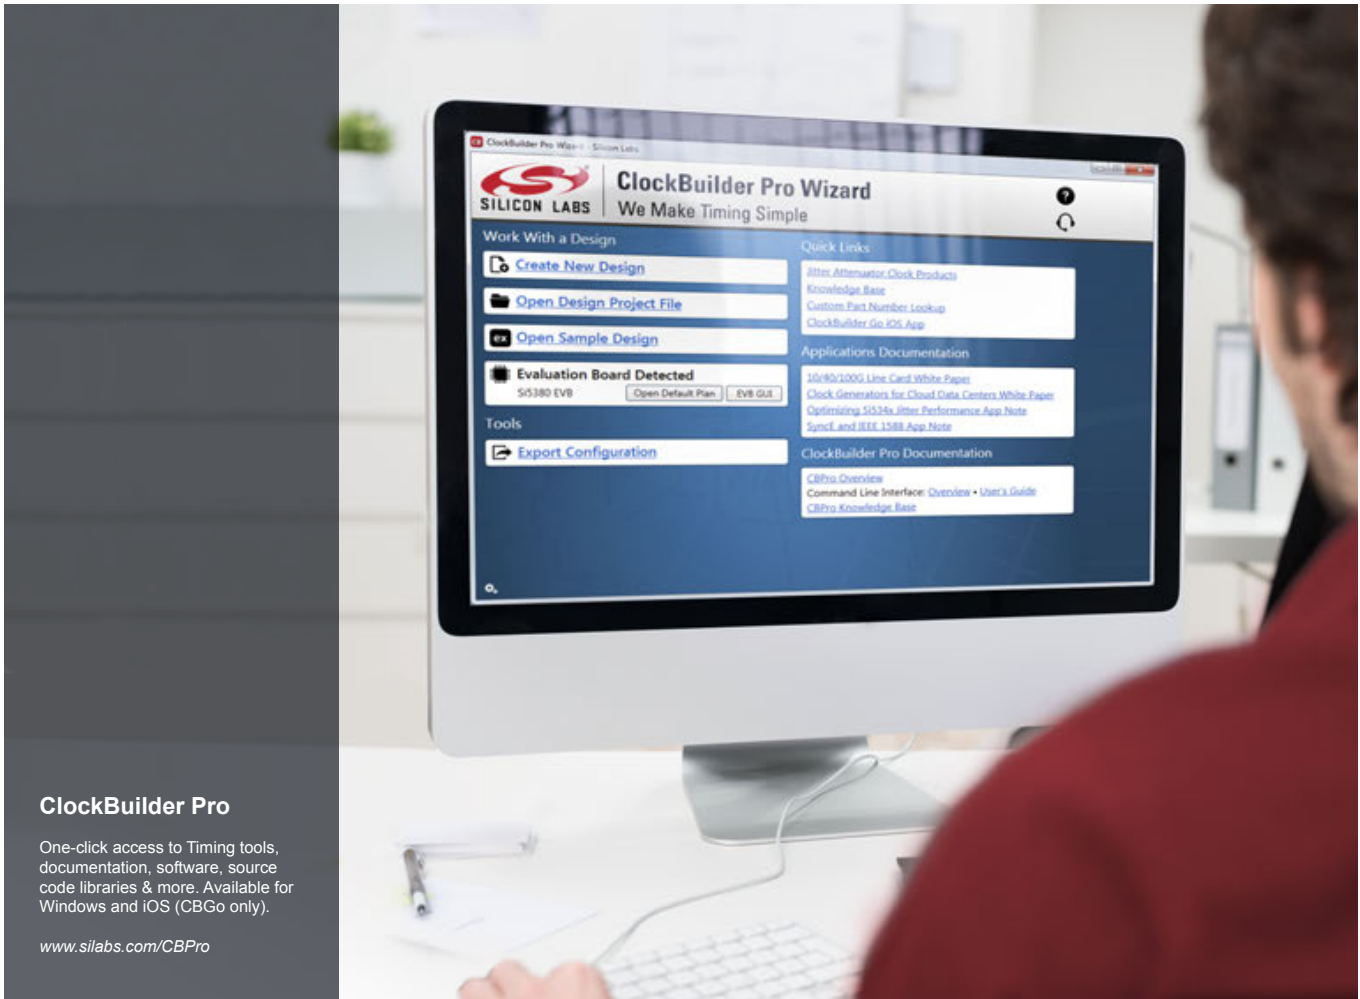 ClockBuilder Pro Wizard - Silicon Labs
SILICON LABS
ClockBuilder Pro Wizard
We Make Timing Simple
?
Work With a Design
Create New Design
Open Design Project File
ex Open Sample Design
Evaluation Board Detected
Si5380 EVB
Open Default Plan
EVB GUI
Tools
Export Configuration
Quick Links
Jitter Attenuator Clock Products
Knowledge Base
Custom Part Number Lookup
ClockBuilder Go iOS App
Applications Documentation
10/40/100G Line Card White Paper
Clock Generators for Cloud Data Centers White Paper
Optimizing Si534x Jitter Performance App Note
SyncE and IEEE 1588 App Note
ClockBuilder Pro Documentation
CBPro Overview
Command Line Interface: Overview • User's Guide
CBPro Knowledge Base
ClockBuilder Pro
One-click access to Timing tools,
documentation, software, source
code libraries & more. Available for
Windows and iOS (CBGo only).
www.silabs.com/CBPro